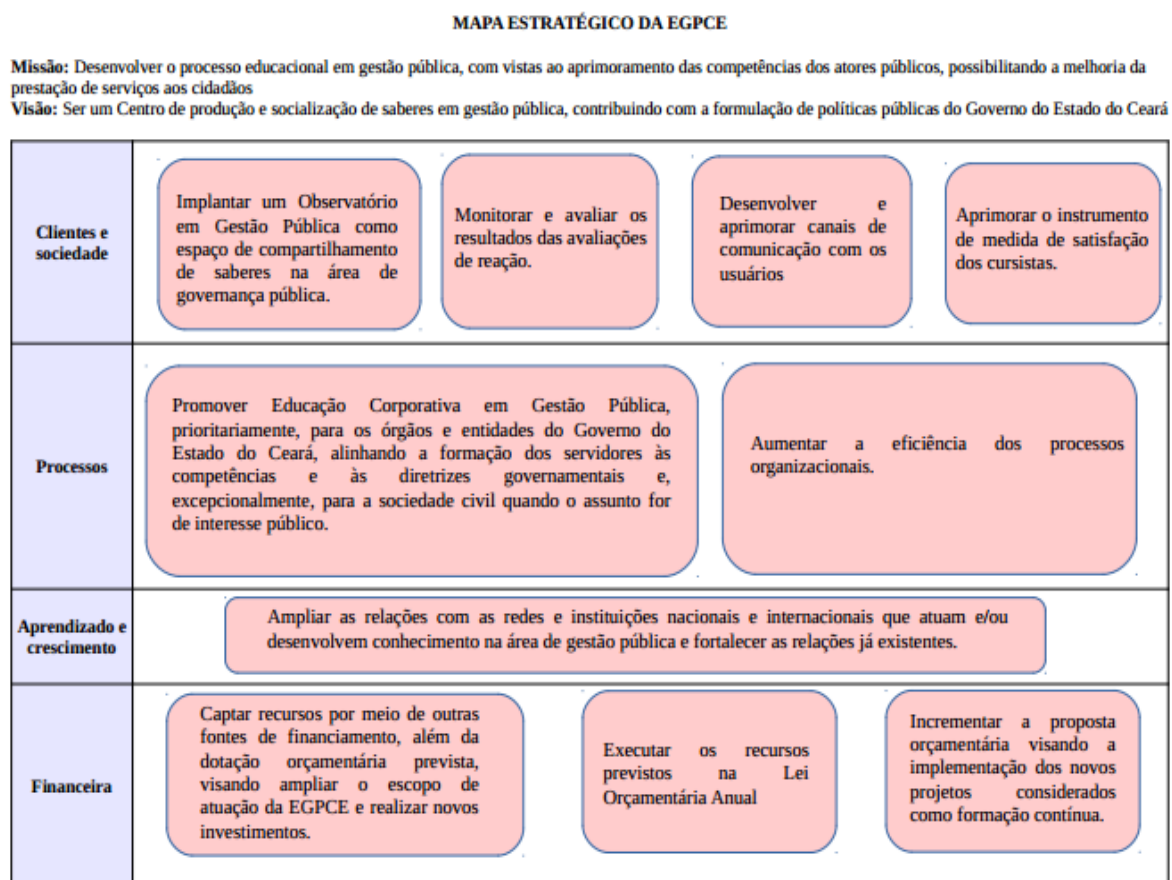 MAPA ESTRATÉGICO DA EGPCE
Missão: Desenvolver o processo educacional em gestão pública, com vistas ao aprimoramento das competências dos atores públicos, possibilitando a melhoria da
prestação de serviços aos cidadãos
Visão: Ser um Centro de produção e socialização de saberes em gestão pública, contribuindo com a formulação de políticas públicas do Governo do Estado do Ceará
Clientes e
sociedade
Implantar um Observatório
em Gestão Pública como
espaço de compartilhamento
de saberes na área de
governança pública.
Monitorar e avaliar os
resultados das avaliações
de reação.
Desenvolver e
aprimorar canais de
comunicação com os
usuários
Aprimorar o instrumento
de medida de satisfação
dos cursistas.
Processos
Promover Educação Corporativa em Gestão Pública,
prioritariamente, para os órgãos e entidades do Governo do
Estado do Ceará, alinhando a formação dos servidores às
competências e às diretrizes governamentais e,
excepcionalmente, para a sociedade civil quando o assunto for
de interesse público.
Aumentar a eficiência dos processos
organizacionais.
Aprendizado e
crescimento
Ampliar as relações com as redes e instituições nacionais e internacionais que atuam e/ou
desenvolvem conhecimento na área de gestão pública e fortalecer as relações já existentes.
Financeira
Captar recursos por meio de outras
fontes de financiamento, além da
dotação orçamentária prevista,
visando ampliar o escopo de
atuação da EGPCE e realizar novos
investimentos.
Executar os recursos
previstos na Lei
Orçamentária Anual
Incrementar a proposta
orçamentária visando a
implementação dos novos
projetos considerados
como formação contínua.